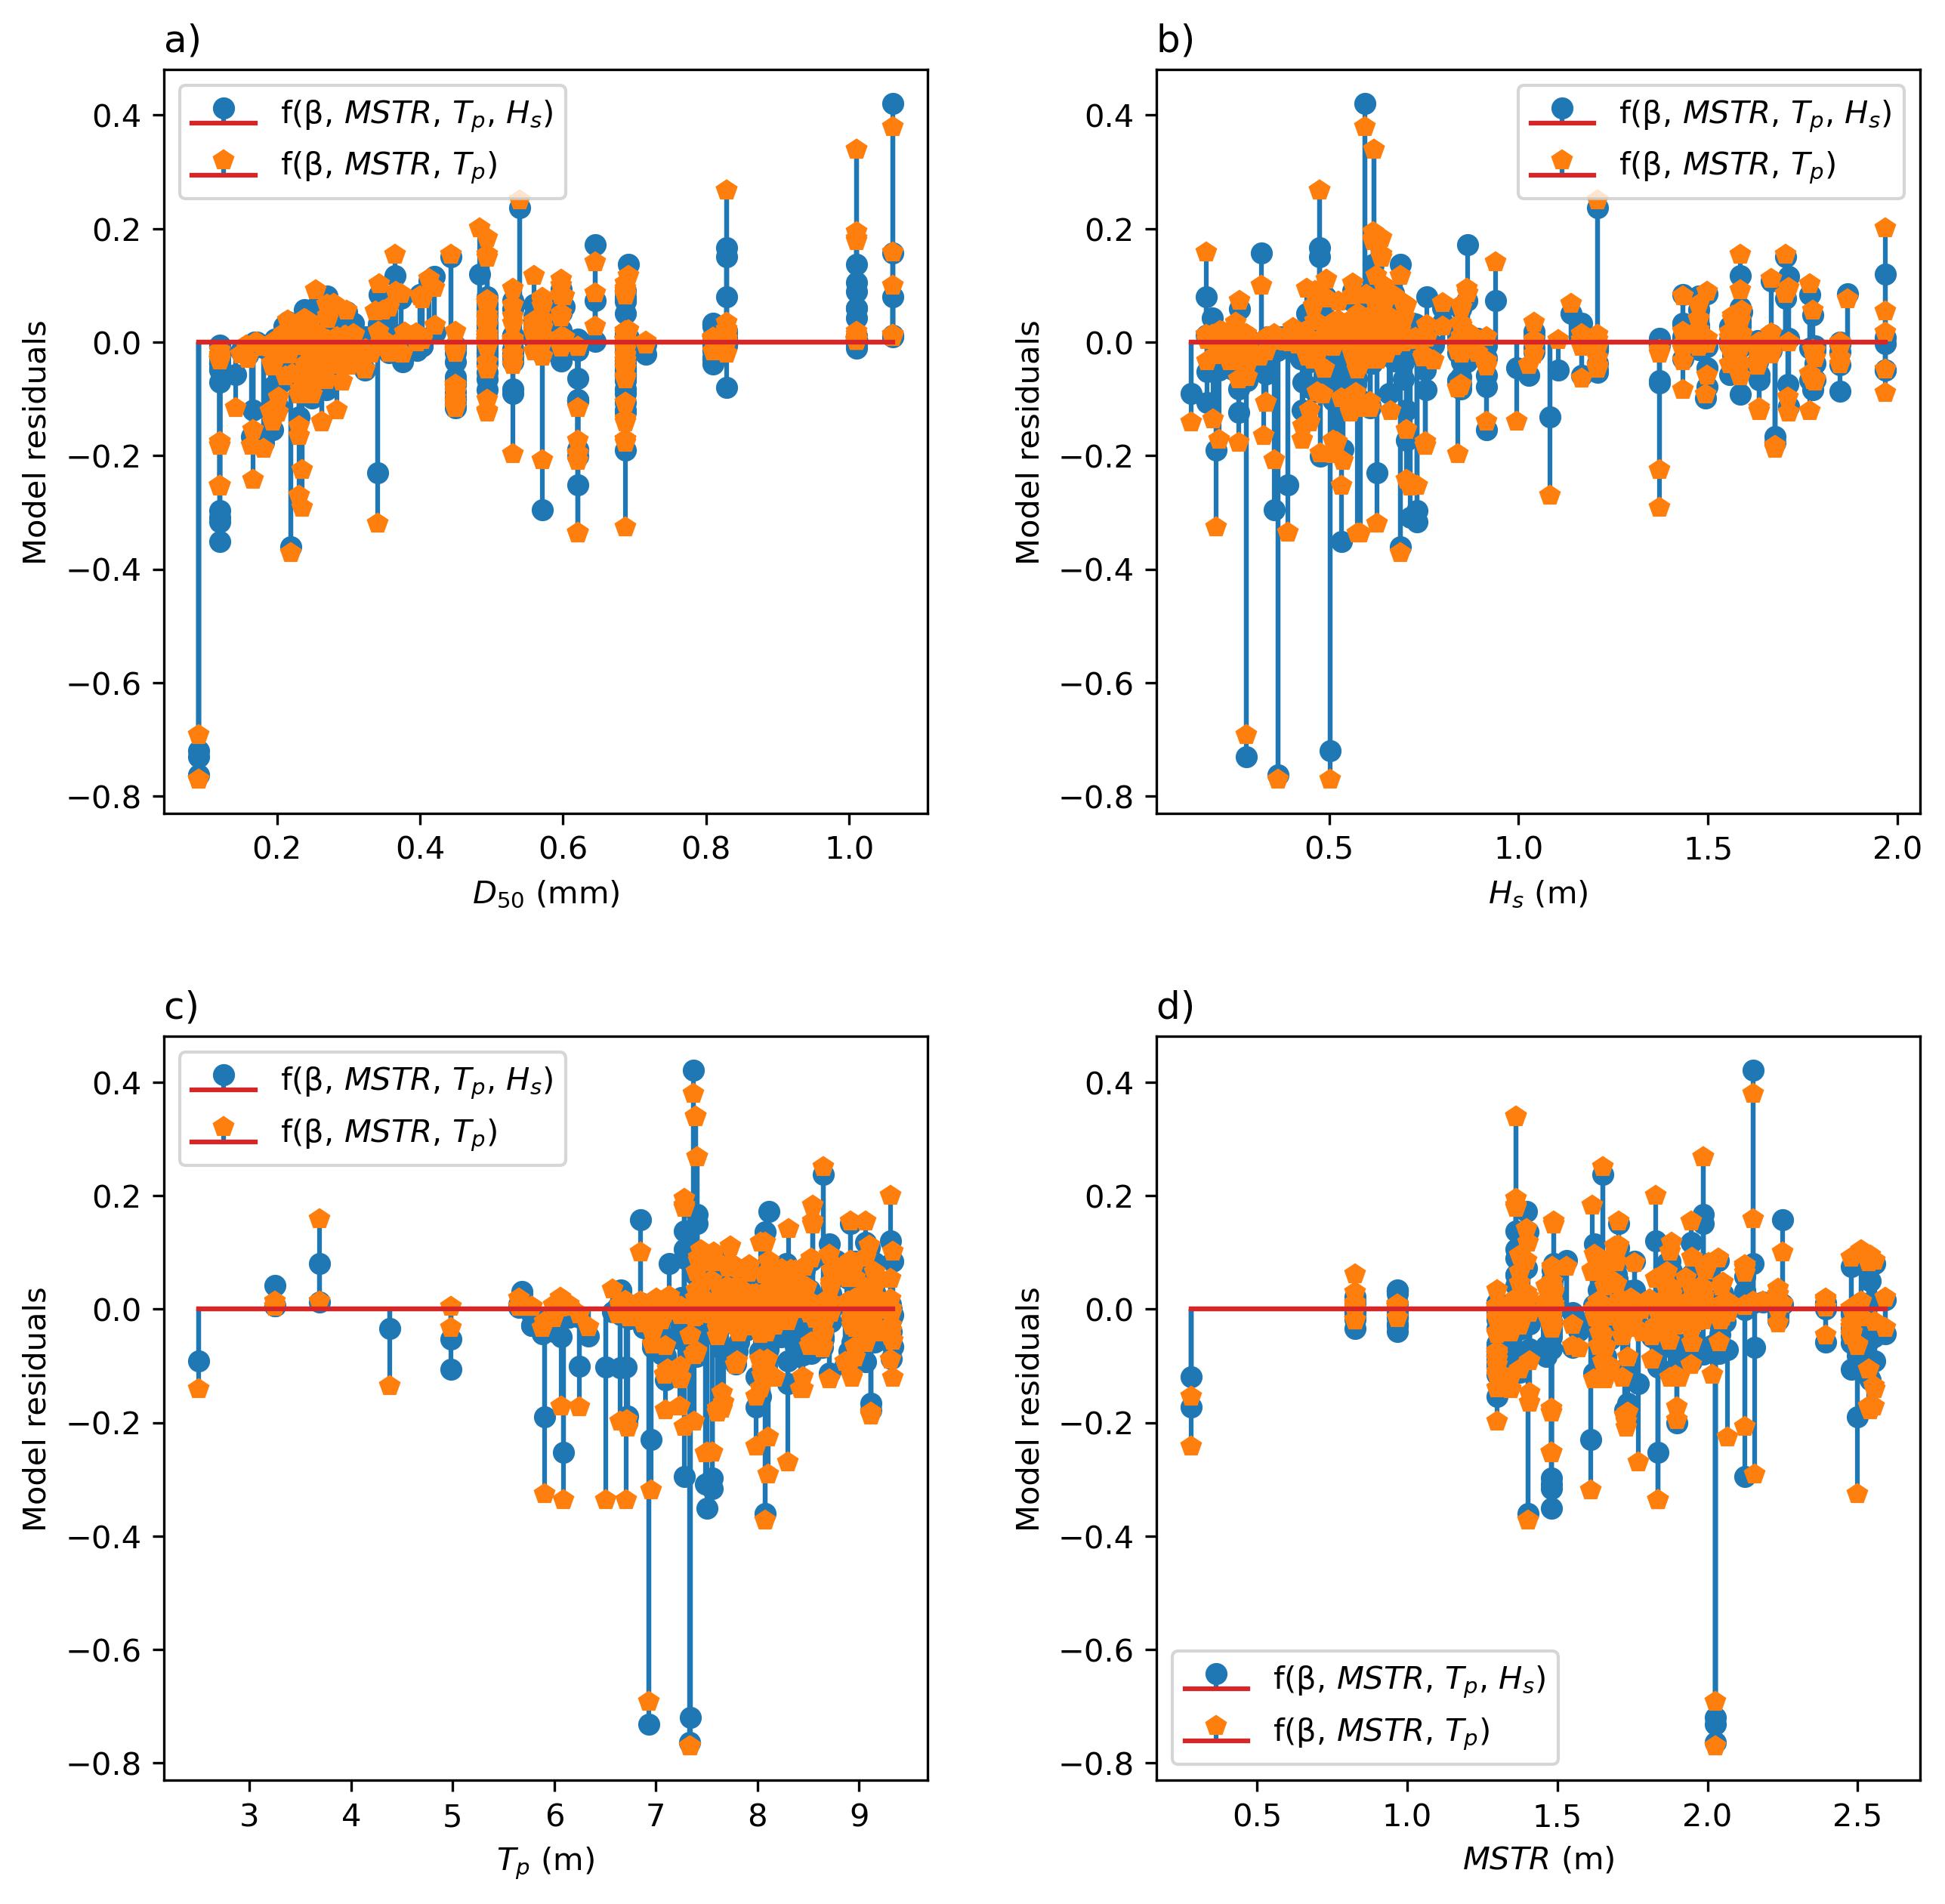 a)
f(β, MSTR, Tp, Hs)
f(β, MSTR, Tp)
0.4
0.2
0.0
−0.2
−0.4
−0.6
−0.8
Model residuals
0.2 0.4 0.6 0.8 1.0
D50 (mm)
b)
f(β, MSTR, Tp, Hs)
f(β, MSTR, Tp)
0.4
0.2
0.0
−0.2
−0.4
−0.6
−0.8
Model residuals
0.5 1.0 1.5 2.0
Hs (m)
c)
f(β, MSTR, Tp, Hs)
f(β, MSTR, Tp)
0.4
0.2
0.0
−0.2
−0.4
−0.6
−0.8
Model residuals
3 4 5 6 7 8 9
Tp (m)
d)
0.4
0.2
0.0
−0.2
−0.4
−0.6
−0.8
Model residuals
f(β, MSTR, Tp, Hs)
f(β, MSTR, Tp)
0.5 1.0 1.5 2.0 2.5
MSTR (m)